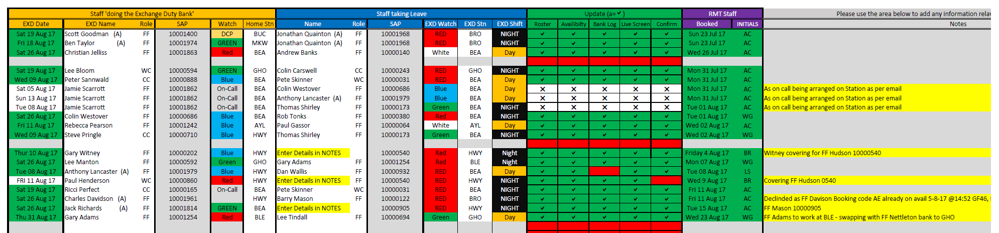 Staff 'doing the Exchange Duty Bank' Staff taking Leave Update (a= ✔ ) RMT Staff Please use the area below to add any information relav
EXD Date EXD Name Role SAP Watch Home Stn Name Role SAP EXD Watch EXD Stn EXD Shift Roster Availibilty Bank Log Live Screen Confirm Booked INITIALS Notes
Sat 19 Aug 17 Scott Goodman (A) FF 10001400 DCP BUC Jonathan Quainton (A) FF 10001968 RED BRO NIGHT ✔ ✔ ✔ ✔ ✔ Sun 23 Jul 17 AC
Fri 18 Aug 17 Ben Taylor (A) FF 10001974 GREEN MKW Jonathan Quainton (A) FF 10001968 RED BRO NIGHT ✔ ✔ ✔ ✔ ✔ Sun 23 Jul 17 AC
Sat 26 Aug 17 Christian Jelliss FF 10001863 Red BEA Andrew Banks FF 10000140 White BEA Day ✔ ✔ ✔ ✔ ✔ Wed 26 Jul 17 AC
Sat 19 Aug 17 Lee Bloom WC 10000594 GREEN GHO Colin Carswell CC 10000243 RED GHO NIGHT ✔ ✔ ✔ ✔ ✔ Mon 31 Jul 17 AC
Wed 09 Aug 17 Peter Sannwald CC 10000888 Blue BEA Pete Skinner WC 10000031 RED BEA Day ✔ ✔ ✔ ✔ ✔ Mon 31 Jul 17 AC
Sat 05 Aug 17 Jamie Scarrott FF 10001862 On-Call BEA Colin Westover FF 10000686 Blue BEA Day ✕ ✕ ✕ ✕ ✕ Mon 31 Jul 17 AC As on call being arranged on Station as per email
Sun 13 Aug 17 Jamie Scarrott FF 10001862 On-Call BEA Anthony Lancaster (A) FF 10001979 Blue BEA Day ✕ ✕ ✕ ✕ ✕ Mon 31 Jul 17 AC As on call being arranged on Station as per email
Tue 08 Aug 17 Jamie Scarrott FF 10001862 On-Call BEA Thomas Shirley FF 10000173 Green BEA NIGHT ✕ ✕ ✕ ✕ ✕ Tue 01 Aug 17 AC As on call being arranged on Station as per email
Sat 26 Aug 17 Colin Westover FF 10000686 Blue BEA Rob Tonks FF 10000380 Red BEA NIGHT ✔ ✔ ✔ ✔ ✔ Tue 01 Aug 17 WG
Fri 11 Aug 17 Rebecca Pearson FF 10001242 Blue AYL Paul Gassor FF 10000064 White AYL Day ✔ ✔ ✔ ✔ ✔ Wed 02 Aug 17 AC
Wed 09 Aug 17 Steve Pringle CC 10000710 Blue HWY Thomas Shirley FF 10000173 Green BEA NIGHT ✔ ✔ ✔ ✔ ✔ Wed 02 Aug 17 WG
Thur 10 Aug 17 Gary Witney FF 10000202 Blue HWY Enter Details in NOTES 10000540 Red HWY Night ✔ ✔ ✔ ✔ ✔ Friday 4 Aug 17 BR Witney covering for FF Hudson 10000540
Sat 26 Aug 17 Lee Manton FF 10000592 Green GHO Gary Adams FF 10001254 Red BLE Night ✔ ✔ ✔ ✔ ✔ Mon 07 Aug 17 WG
Tue 08 Aug 17 Anthony Lancaster (A) FF 10001979 Blue HWY Dan Wallis FF 10000932 RED BEA Day ✔ ✔ ✔ ✔ Tue 08 Aug 17 LS
FRI 11 Aug 17 Paul Henderson WC 10000860 Red HWY Enter Details in NOTES FF 10000540 RED HWY NIGHT ✔ ✔ ✔ ✔ Wed 9 Aug 17 BR Covering FF Hudson 0540
Sat 19 Aug 17 Ricci Perfect CC 10000165 On-Call BEA Pete Skinner WC 10000031 RED BEA NIGHT ✔ ✔ ✔ ✔ ✔ Fri 11 Aug 17 AC
Sat 26 Aug 17 Charles Davidson (A) FF 10001961 HWY Barry Mason FF 10000122 RED BRO NIGHT ✔ ✔ ✔ ✔ ✔ Fri 11 Aug 17 AC Declinded as FF Davison Booking code AE already on avail 5-8-17 @14:52 GF46,
Sat 26 Aug 17 Jack Richards (A) FF 10001814 GREEN BEA Enter Details in NOTES FF 10000905 RED HWY NIGHT ✔ ✔ ✔ ✔ ✔ Tue 15 Aug 17 AC FF Mason 10000905
Thu 31 Aug 17 Gary Adams FF 10001254 Red BLE Lee Tindall FF 10000694 Green GHO Day ✔ ✔ ✔ ✔ ✔ Wed 23 Aug 17 WG FF Adams to work at BLE - swapping with FF Nettleton bank to GHO